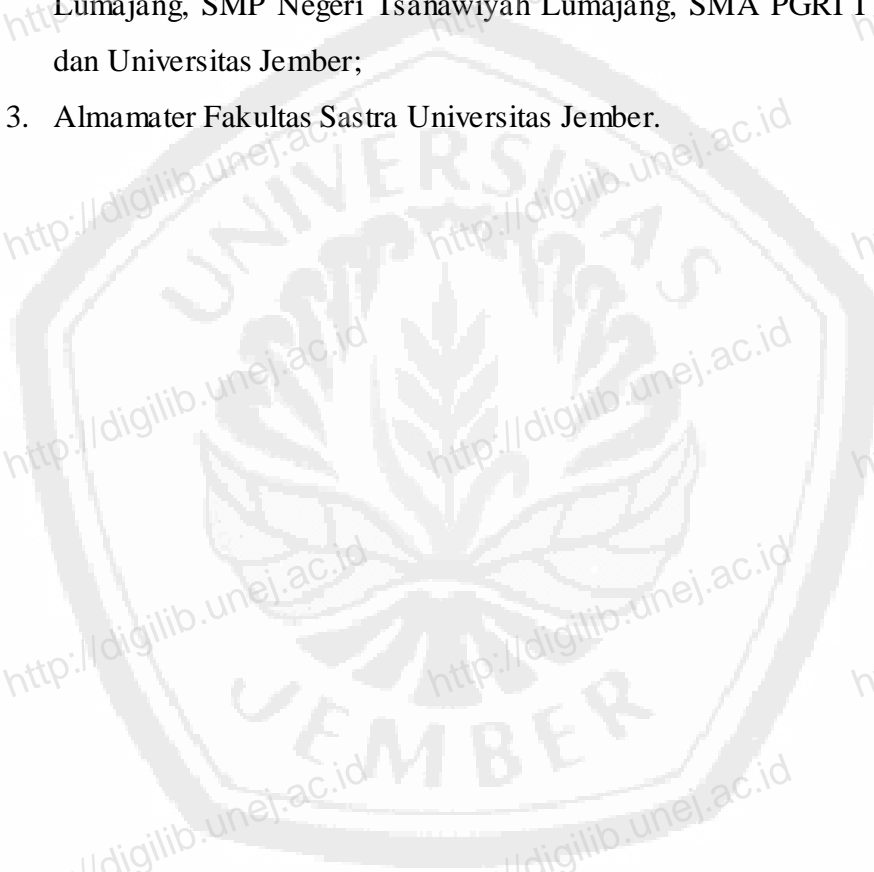 Lumajang, SMP Negeri Tsanawiyah Lumajang, SMA PGRI 1
dan Universitas Jember;
3. Almamater Fakultas Sastra Universitas Jember.
http://digilib.unej.ac.id http://digilib.unej.ac.id
UNIVERSITAS
http://digilib.unej.ac.id http://digilib.unej.ac.id
http://digilib.unej.ac.id http://digilib.unej.ac.id
JEMBER
//digilib.unej.ac.id //digilib.unej.ac.id